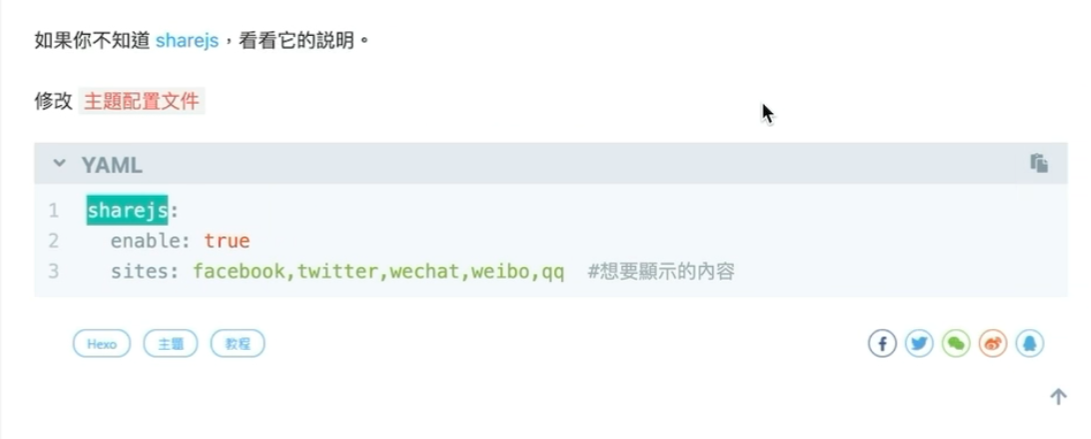 如果你不知道 sharejs，看看它的説明。
修改 主題配置文件
YAML
1 sharejs:
2 enable: true
3 sites: facebook,twitter,wechat,weibo,qq #想要顯示的內容
Hexo 主題 教程